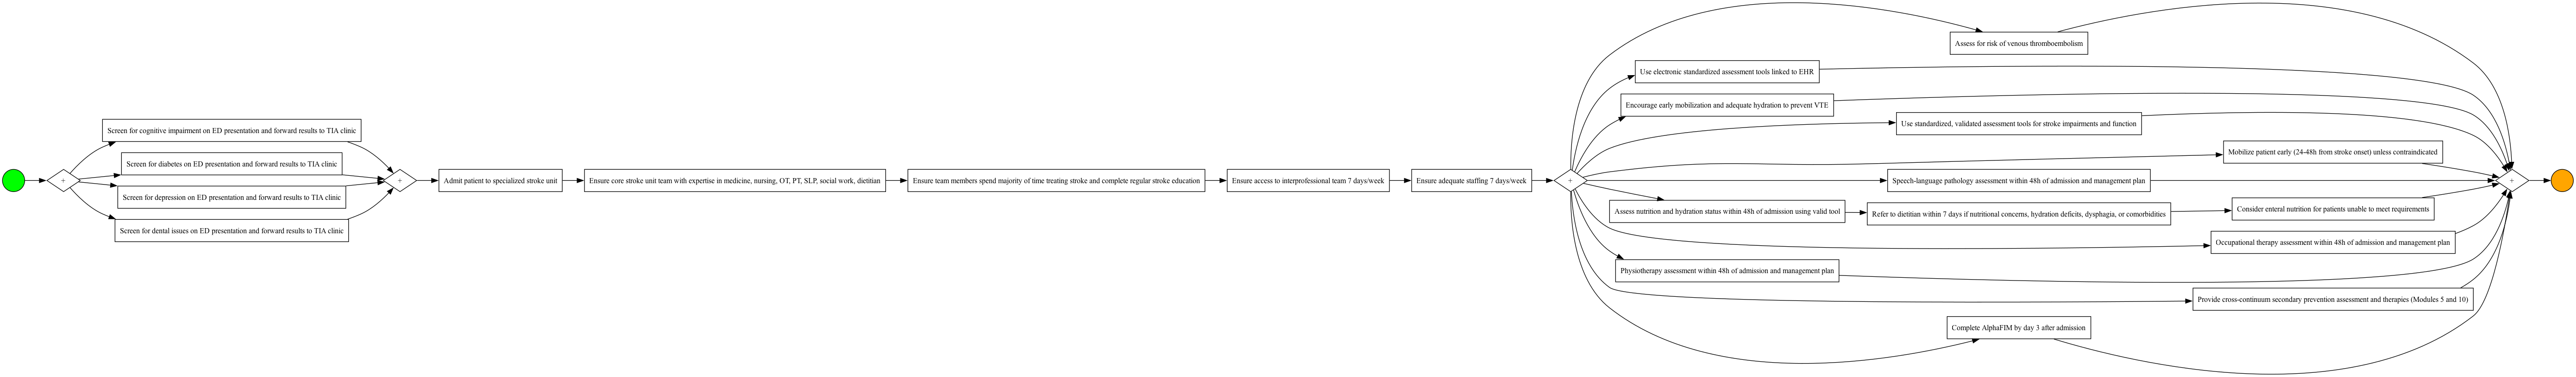 +
Screen for cognitive impairment on ED presentation and forward results to TIA clinic
Screen for diabetes on ED presentation and forward results to TIA clinic
Screen for depression on ED presentation and forward results to TIA clinic
Screen for dental issues on ED presentation and forward results to TIA clinic
+
Admit patient to specialized stroke unit
Ensure core stroke unit team with expertise in medicine, nursing, OT, PT, SLP, social work, dietitian
Ensure team members spend majority of time treating stroke and complete regular stroke education
Ensure access to interprofessional team 7 days/week
Ensure adequate staffing 7 days/week
+
Assess for risk of venous thromboembolism
Use electronic standardized assessment tools linked to EHR
Encourage early mobilization and adequate hydration to prevent VTE
Use standardized, validated assessment tools for stroke impairments and function
Mobilize patient early (24-48h from stroke onset) unless contraindicated
Speech-language pathology assessment within 48h of admission and management plan
Assess nutrition and hydration status within 48h of admission using valid tool
Refer to dietitian within 7 days if nutritional concerns, hydration deficits, dysphagia, or comorbidities
Consider enteral nutrition for patients unable to meet requirements
Occupational therapy assessment within 48h of admission and management plan
Physiotherapy assessment within 48h of admission and management plan
Provide cross-continuum secondary prevention assessment and therapies (Modules 5 and 10)
Complete AlphaFIM by day 3 after admission
+